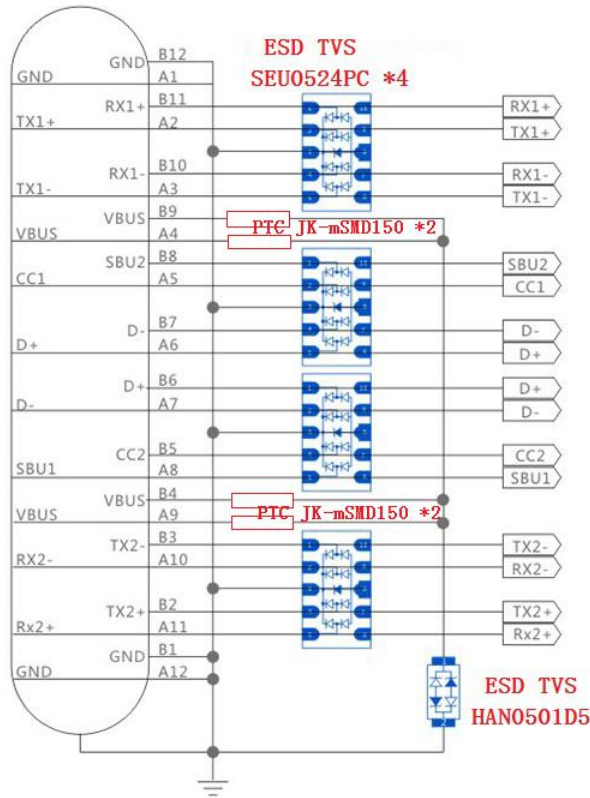 ESD TVS
SEU0524PC *4
GND B12
GND A1
RX1+ B11 RX1+
TX1+ A2 TX1+
RX1- B10 RX1-
TX1- A3 TX1-
VBUS B9
PTC JK-mSMD150 *2
VBUS A4
SBU2 B8 SBU2
CC1 A5 CC1
D- B7 D-
D+ A6 D+
D+ B6 D+
D- A7 D-
CC2 B5 CC2
SBU1 A8 SBU1
VBUS B4
PTC JK-mSMD150 *2
VBUS A9
TX2- B3 TX2-
RX2- A10 RX2-
TX2+ B2 TX2+
Rx2+ A11 Rx2+
GND B1
GND A12
1
ESD TVS
HAN0501D5
2